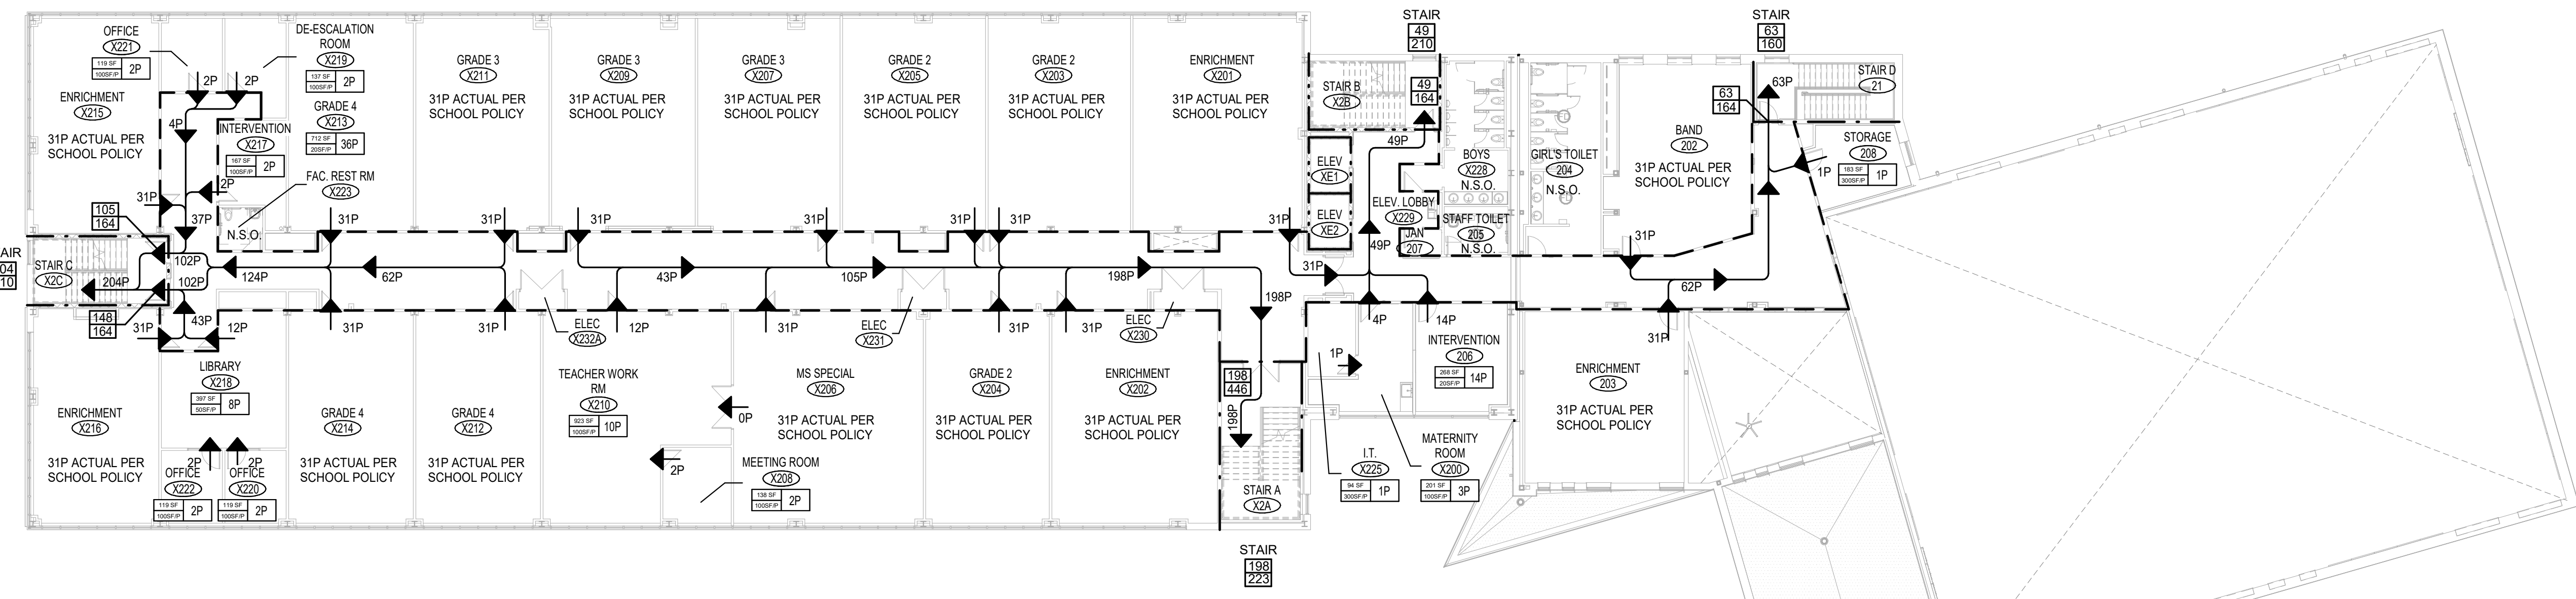 OFFICE
X221
119 SF
100SF/P
2P
DE-ESCALATION
ROOM
X219
137 SF
100SF/P
2P
2P
2P
ENRICHMENT
X215
31P ACTUAL PER
SCHOOL POLICY
GRADE 4
X213
712 SF
20SF/P
36P
4P
INTERVENTION
X217
167 SF
100SF/P
2P
2P
FAC. REST RM
X223
N.S.O.
31P
37P
GRADE 3
X211
31P ACTUAL PER
SCHOOL POLICY
GRADE 3
X209
31P ACTUAL PER
SCHOOL POLICY
GRADE 3
X207
31P ACTUAL PER
SCHOOL POLICY
GRADE 2
X205
31P ACTUAL PER
SCHOOL POLICY
GRADE 2
X203
31P ACTUAL PER
SCHOOL POLICY
ENRICHMENT
X201
31P ACTUAL PER
SCHOOL POLICY
STAIR
49
210
STAIR B
X2B
49
164
49P
ELEV
XE1
ELEV
XE2
ELEV. LOBBY
X229
JAN
207
BOYS
X228
N.S.O.
STAFF TOILET
205
N.S.O.
GIRL'S TOILET
204
N.S.O.
BAND
202
31P ACTUAL PER
SCHOOL POLICY
STAIR
63
160
63P
63
164
STAIR D
21
STORAGE
208
183 SF
300SF/P
1P
1P
105
164
AIR
04
10
STAIR C
X2C
204P
102P
102P
148
164
124P
62P
43P
105P
198P
198P
31P
31P
31P
31P
31P
31P
31P
31P
49P
31P
62P
31P
43P
12P
31P
31P
12P
31P
31P
31P
4P
14P
31P
ELEC
X232A
ELEC
X231
ELEC
X230
LIBRARY
X218
397 SF
50SF/P
8P
ENRICHMENT
X216
31P ACTUAL PER
SCHOOL POLICY
2P
2P
OFFICE
X222
119 SF
100SF/P
2P
OFFICE
X220
119 SF
100SF/P
2P
GRADE 4
X214
31P ACTUAL PER
SCHOOL POLICY
GRADE 4
X212
31P ACTUAL PER
SCHOOL POLICY
TEACHER WORK
RM
X210
923 SF
100SF/P
10P
0P
2P
MEETING ROOM
X208
138 SF
100SF/P
2P
MS SPECIAL
X206
31P ACTUAL PER
SCHOOL POLICY
GRADE 2
X204
31P ACTUAL PER
SCHOOL POLICY
ENRICHMENT
X202
31P ACTUAL PER
SCHOOL POLICY
198
446
198P
STAIR A
X2A
STAIR
198
223
1P
I.T.
X225
94 SF
300SF/P
1P
MATERNITY
ROOM
X200
201 SF
100SF/P
3P
INTERVENTION
206
268 SF
20SF/P
14P
ENRICHMENT
203
31P ACTUAL PER
SCHOOL POLICY